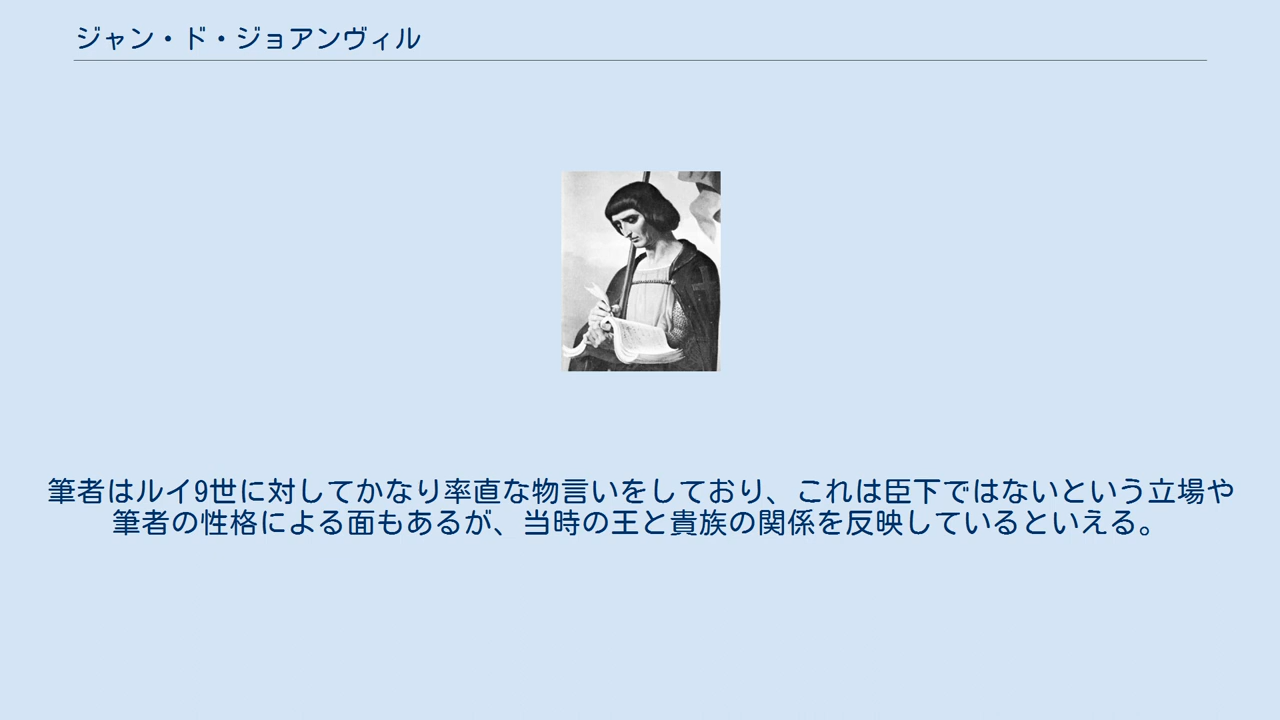 ジャン・ド・ジョアンヴィル
筆者はルイ9世に対してかなり率直な物言いをしており、これは臣下ではないという立場や
筆者の性格による面もあるが、当時の王と貴族の関係を反映しているといえる。